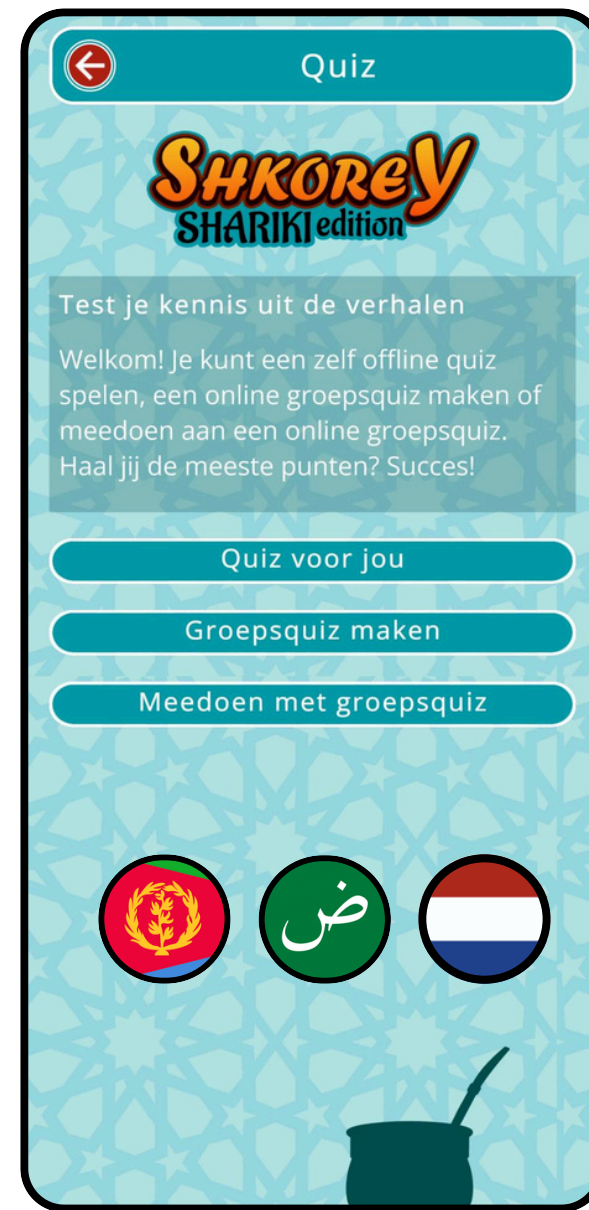 Quiz
SHKOREY
SHARIKI edition
Test je kennis uit de verhalen
Welkom! Je kunt een zelf offline quiz
spelen, een online groepsquiz maken of
meedoen aan een online groepsquiz.
Haal jij de meeste punten? Succes!
Quiz voor jou
Groepsquiz maken
Meedoen met groepsquiz
ض